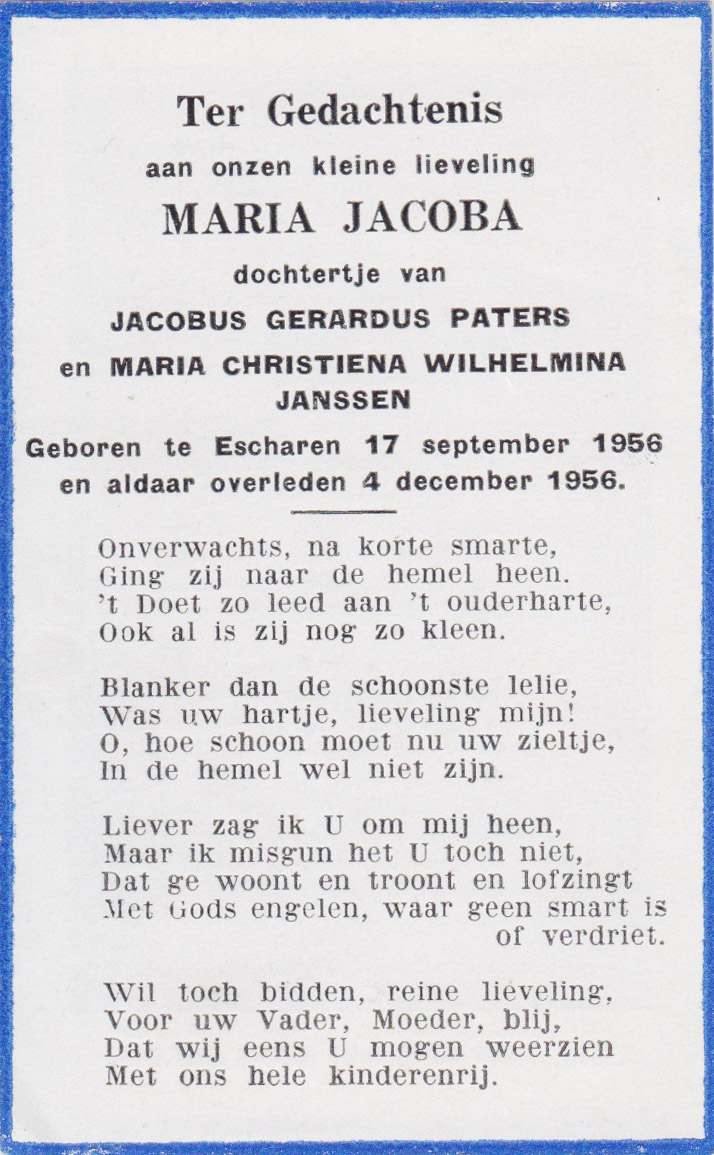 Ter Gedachtenis
aan onzen kleine lieveling
MARIA JACOBA
dochtertje van
JACOBUS GERARDUS PATERS
en MARIA CHRISTIENA WILHELMINA
JANSSEN
Geboren te Escharen 17 september 1956
en aldaar overleden 4 december 1956.
Onverwachts, na korte smarte,
Ging zij naar de hemel heen.
't Doet zo leed aan 't ouderharte,
Ook al is zij nog zo kleen.
Blanker dan de schoonste lelie,
Was uw hartje, lieveling mijn!
O, hoe schoon moet nu uw zieltje,
In de hemel wel niet zijn.
Liever zag ik U om mij heen,
Maar ik misgun het U toch niet,
Dat ge woont en troont en lofzingt
Met Gods engelen, waar geen smart is
of verdriet.
Wil toch bidden, reine lieveling,
Voor uw Vader, Moeder, blij,
Dat wij eens U mogen weerzien
Met ons hele kinderenrij.